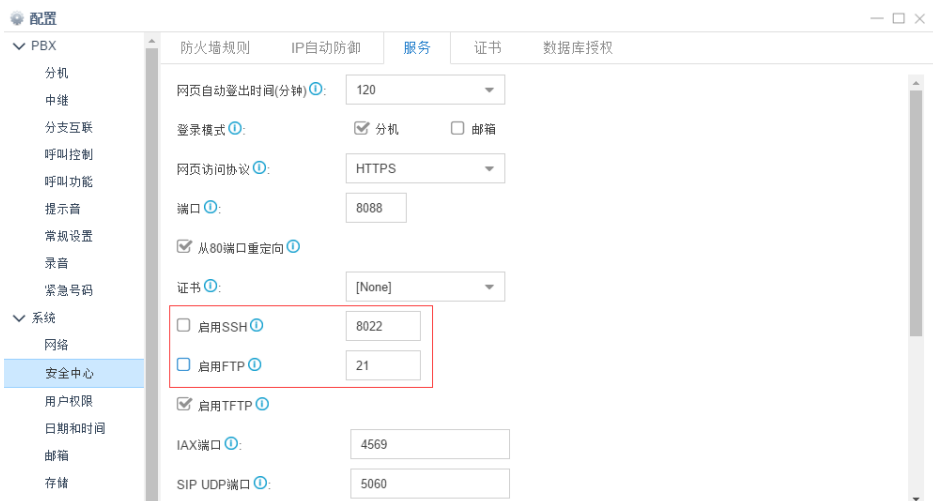 配置
PBX
分机
中继
分支互联
呼叫控制
呼叫功能
提示音
常规设置
录音
紧急号码
系统
网络
安全中心
用户权限
日期和时间
邮箱
存储
防火墙规则 IP自动防御 服务 证书 数据库授权
网页自动登出时间(分钟): 120
登录模式: 分机 邮箱
网页访问协议: HTTPS
端口: 8088
从80端口重定向
证书: [None]
启用SSH 8022
启用FTP 21
启用TFTP
IAX端口: 4569
SIP UDP端口: 5060